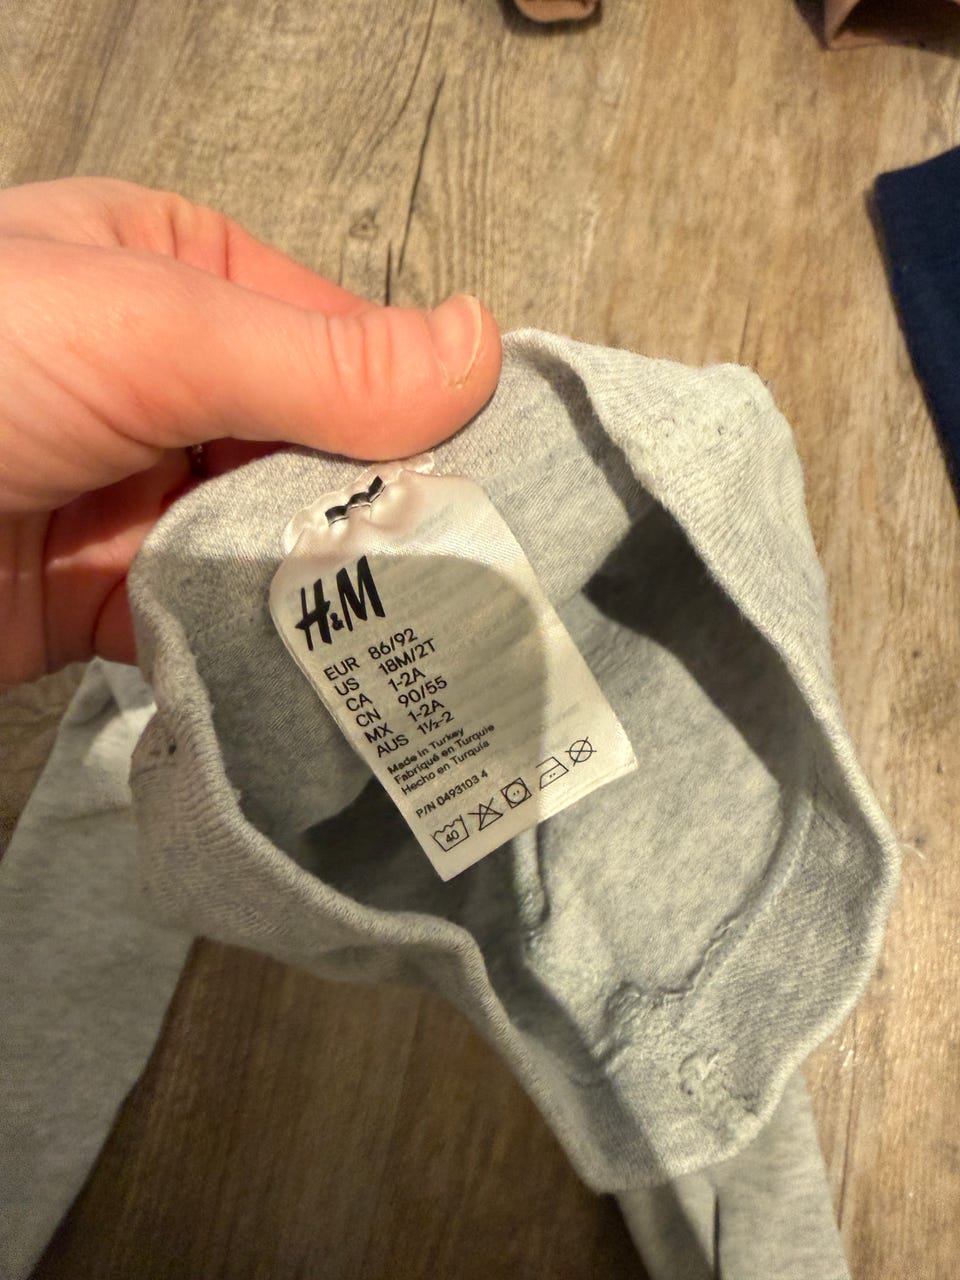 H&M
EUR 86/92
US 18M/2T
CA 1-2A
CN 90/55
MX 1-2A
AUS 1½-2
Made in Turkey
Fabriqué en Turquie
Hecho en Turquía
P/N 0493103 4
40